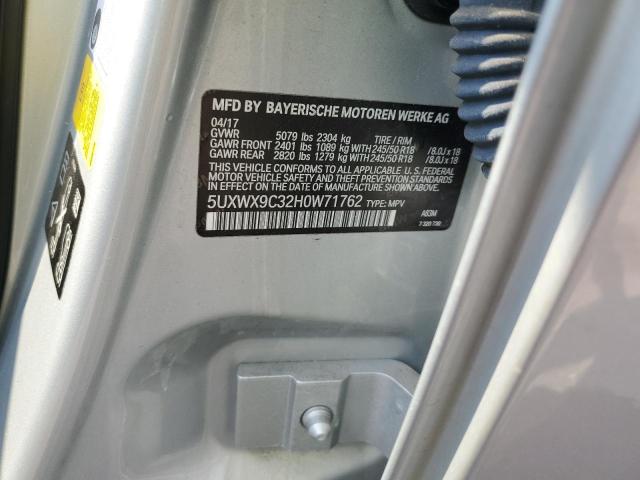 MFD BY BAYERISCHE MOTOREN WERKE AG
04/17
GVWR 5079 lbs 2304 kg TIRE / RIM
GAWR FRONT 2401 lbs 1089 kg WITH 245/50 R18 /8.0J x 18
GAWR REAR 2820 lbs 1279 kg WITH 245/50 R18 /8.0J x 18
THIS VEHICLE CONFORMS TO ALL APPLICABLE U.S. FEDERAL
MOTOR VEHICLE SAFETY STANDARDS IN EFFECT ON
THE DATE OF MANUFACTURE SHOWN ABOVE.
5UXWX9C32H0W71762 TYPE: MPV
A83M